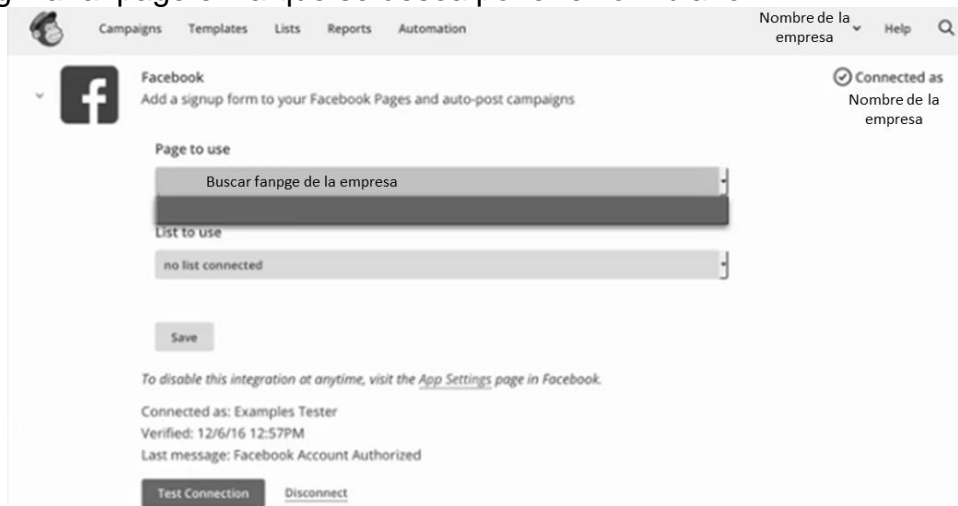 Campaigns Templates Lists Reports Automation Nombre de la empresa Help
Facebook
Add a signup form to your Facebook Pages and auto-post campaigns
Connected as
Nombre de la
empresa
Page to use
Buscar fanpge de la empresa
List to use
no list connected
Save
To disable this integration at anytime, visit the App Settings page in Facebook.
Connected as: Examples Tester
Verified: 12/6/16 12:57PM
Last message: Facebook Account Authorized
Test Connection Disconnect